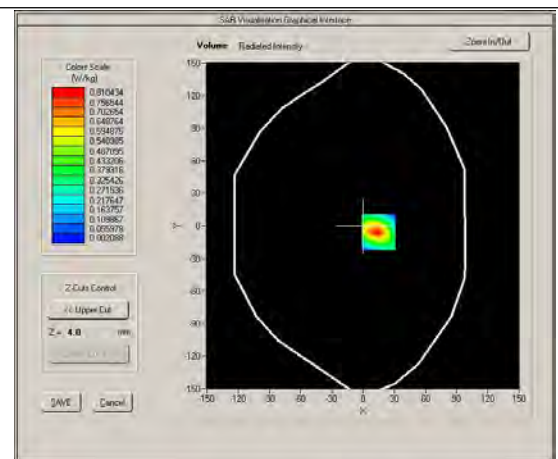 SAR Visualisation Graphical Interface
Volume Radiated Intensity
Zoom In/Out
Colors Scale
(W/kg)
0.810434
0.756544
0.702654
0.648764
0.594875
0.540985
0.487095
0.433206
0.379316
0.325426
0.271536
0.217647
0.163757
0.109867
0.055978
0.002088
Z-Cuts Control
<< Upper Cut
Z = 4.0 mm
SAVE
Cancel
150
120
90
60
30
0
-30
-60
-90
-120
-150
Y
-150 -120 -90 -60 -30 0 30 60 90 120 150
X